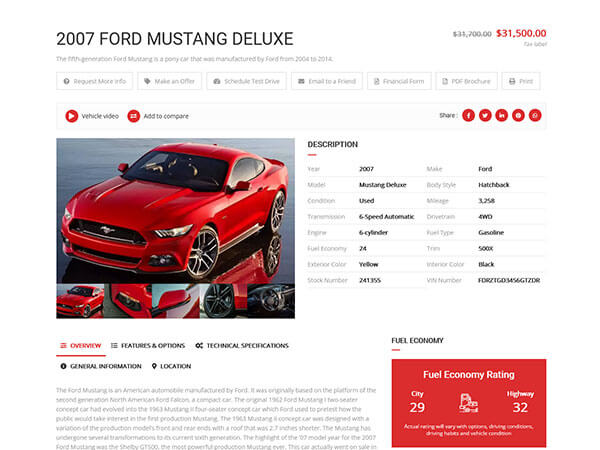 2007 FORD MUSTANG DELUXE
$31,700.00 $31,500.00
Tax label
The fifth-generation Ford Mustang is a pony car that was manufactured by Ford from 2004 to 2014.
Request More Info
Make an Offer
Schedule Test Drive
Email to a Friend
Financial Form
PDF Brochure
Print
Vehicle video
Add to compare
Share :
DESCRIPTION
Year 2007 Make Ford
Model Mustang Deluxe Body Style Hatchback
Condition Used Mileage 3,258
Transmission 6-Speed Automatic Drivetrain 4WD
Engine 6-cylinder Fuel Type Gasoline
Fuel Economy 24 Trim 500X
Exterior Color Yellow Interior Color Black
Stock Number 241355 VIN Number FDRZTGD3456GTZDR
OVERVIEW
FEATURES & OPTIONS
TECHNICAL SPECIFICATIONS
GENERAL INFORMATION
LOCATION
The Ford Mustang is an American automobile manufactured by Ford. It was originally based on the platform of the
second generation North American Ford Falcon, a compact car. The original 1962 Ford Mustang I two-seater
concept car had evolved into the 1963 Mustang II four-seater concept car which Ford used to pretest how the
public would take interest in the first production Mustang. The 1963 Mustang II concept car was designed with a
variation of the production model's front and rear ends with a roof that was 2.7 inches shorter. The Mustang has
undergone several transformations to its current sixth generation. The highlight of the '07 model year for the 2007
Ford Mustang was the Shelby GT500, the most powerful production Mustang ever. This car actually went on sale in
FUEL ECONOMY
Fuel Economy Rating
City
29
Highway
32
Actual rating will vary with options, driving conditions,
driving habits and vehicle condition